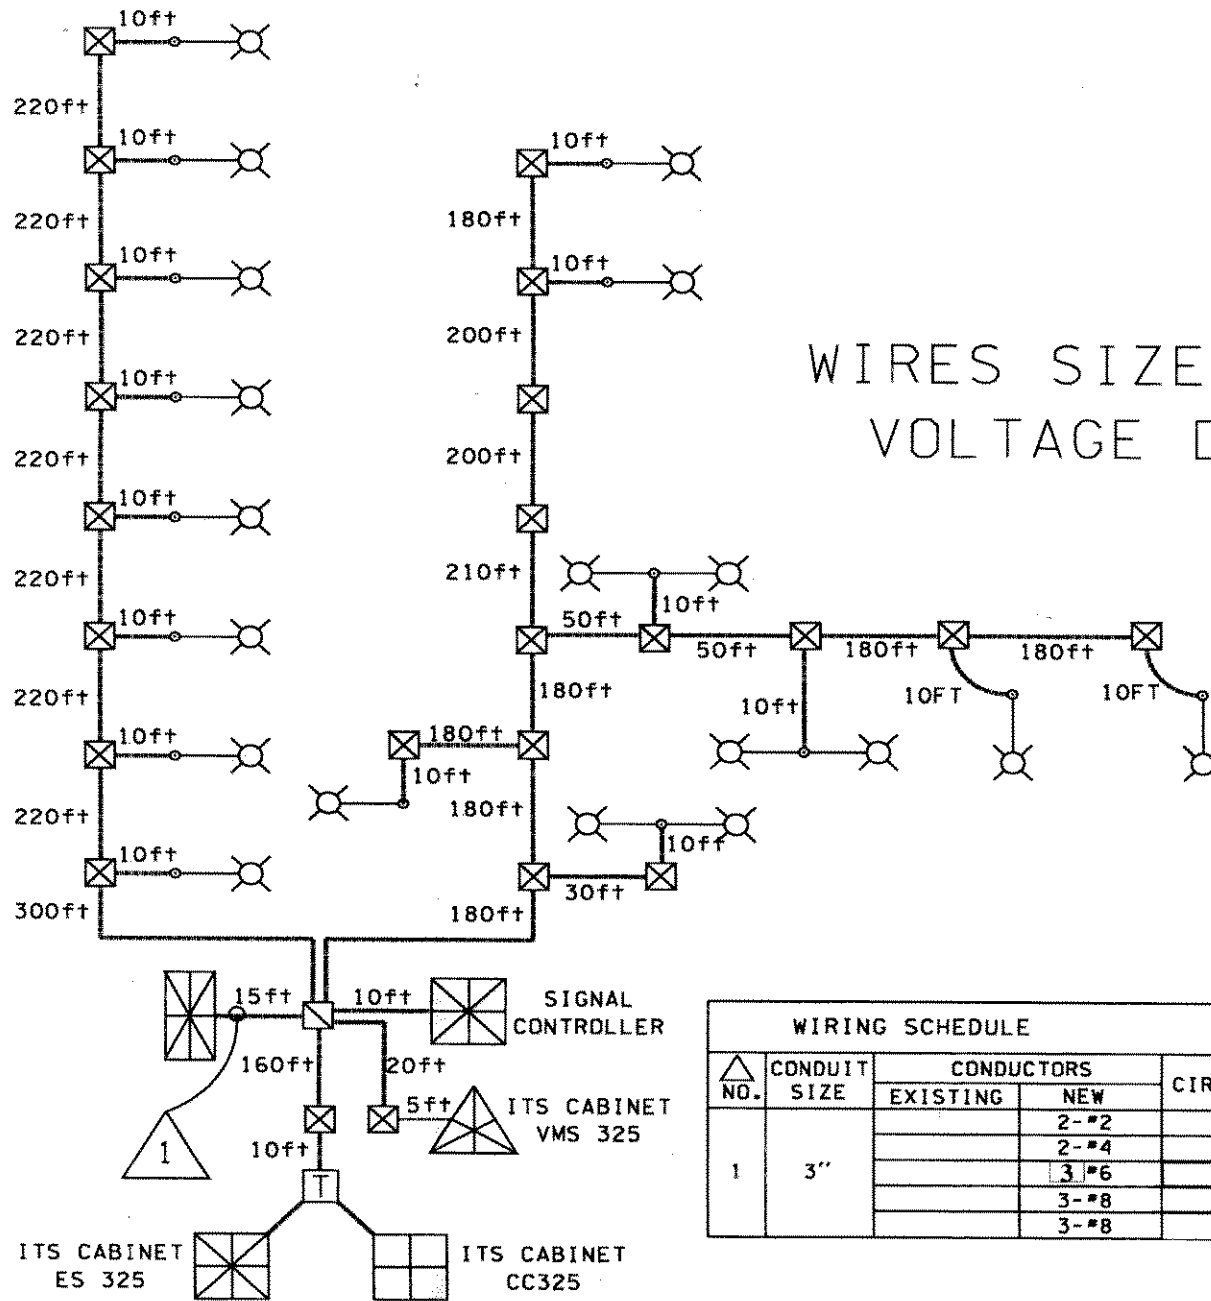 10ft
220ft
10ft
10ft
180ft
220ft
10ft
10ft
220ft
200ft
WIRES SIZE
10ft
VOLTAGE D
220ft
200ft
10ft
220ft
210ft
10ft
50ft
10ft
50ft
180ft
180ft
220ft
180ft
10FT
10FT
10ft
10ft
180ft
10ft
220ft
180ft
10ft
10ft
30ft
300ft
180ft
15ft
10ft
SIGNAL
CONTROLLER
160ft
20ft
5ft
ITS CABINET
VMS 325
1
10ft
T
ITS CABINET
ES 325
ITS CABINET
CC325
WIRING SCHEDULE
NO.
CONDUIT
SIZE
CONDUCTORS
EXISTING
NEW
CIR
1
3"
2-#2
2-#4
3 #6
3-#8
3-#8